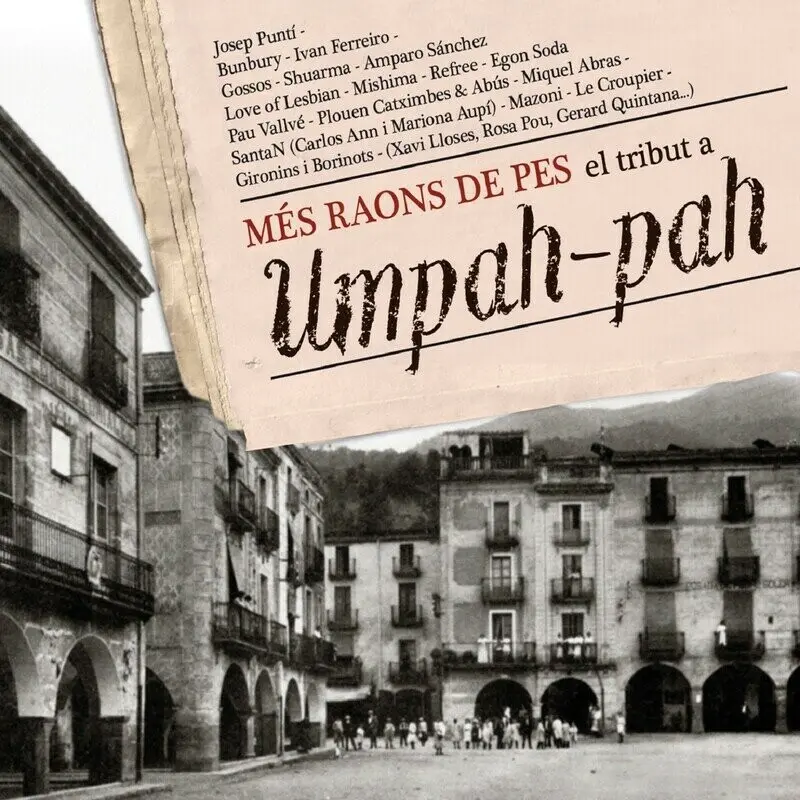 Josep Puntí -
Bunbury - Ivan Ferreiro -
Gossos - Shuarma - Amparo Sánchez
Love of Lesbian - Mishima - Refree - Egon Soda
Pau Vallvé - Plouen Catximbes & Abús - Miquel Abras -
SantaN (Carlos Ann i Mariona Aupí) - Mazoni - Le Croupier -
Gironins i Borinots - (Xavi Lloses, Rosa Pou, Gerard Quintana...)
MÉS RAONS DE PES el tribut a
Umpah-pah